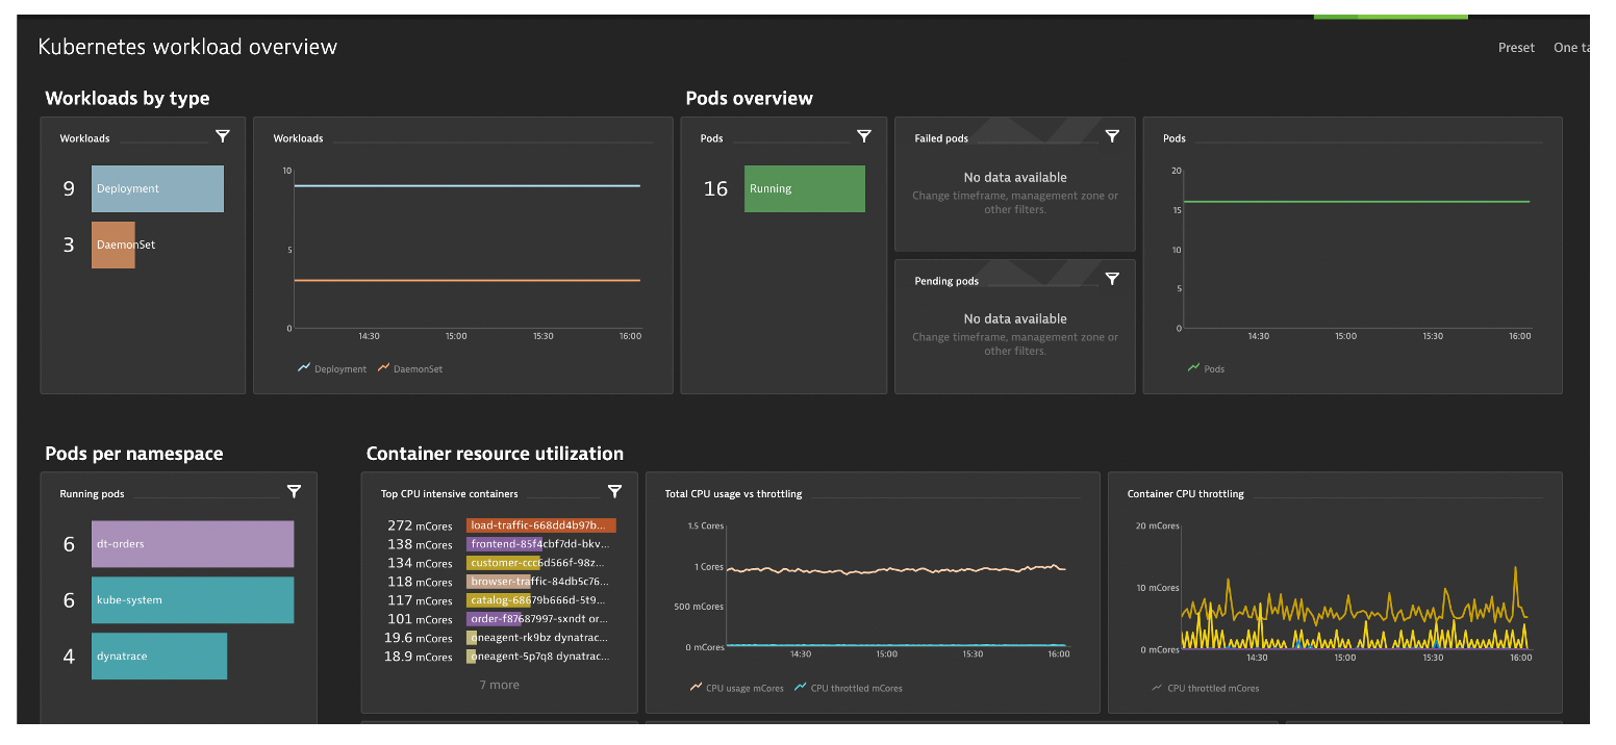 Kubernetes workload overview
Preset One ta
Workloads by type
Workloads
9 Deployment
3 DaemonSet
Workloads
10
5
0
14:30 15:00 15:30 16:00
Deployment DaemonSet
Pods overview
Pods
16 Running
Failed pods
No data available
Change timeframe, management zone or
other filters.
Pending pods
No data available
Change timeframe, management zone or
other filters.
Pods
20
15
10
5
0
14:30 15:00 15:30 16:00
Pods
Pods per namespace
Running pods
6 dt-orders
6 kube-system
4 dynatrace
Container resource utilization
Top CPU intensive containers
272 mCores load-traffic-668dd4b97b...
138 mCores frontend-85f4cbf7dd-bkv...
134 mCores customer-ccc6d566f-98z...
118 mCores browser-traffic-84db5c76...
117 mCores catalog-68679b666d-5t9...
101 mCores order-f87687997-sxndt or...
19.6 mCores oneagent-rk9bz dynatrac...
18.9 mCores oneagent-5p7q8 dynatrac...
7 more
Total CPU usage vs throttling
1.5 Cores
1 Cores
500 mCores
0 mCores
14:30 15:00 15:30 16:00
CPU usage mCores CPU throttled mCores
Container CPU throttling
20 mCores
10 mCores
0 mCores
14:30 15:00 15:30 16:00
CPU throttled mCores